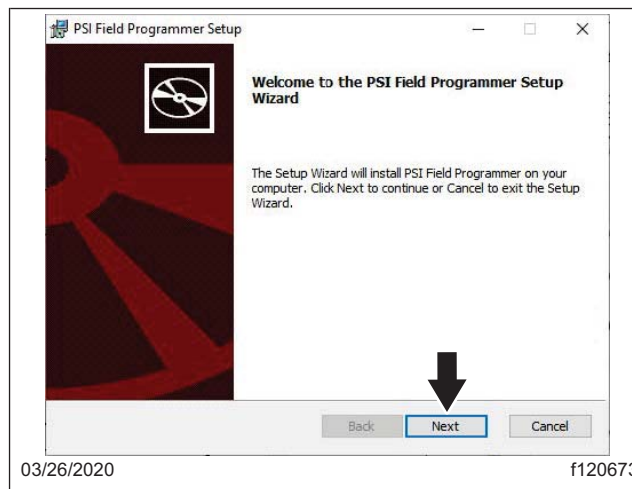 PSI Field Programmer Setup
Welcome to the PSI Field Programmer Setup
Wizard
The Setup Wizard will install PSI Field Programmer on your
computer. Click Next to continue or Cancel to exit the Setup
Wizard.
Back Next Cancel
03/26/2020 f120673